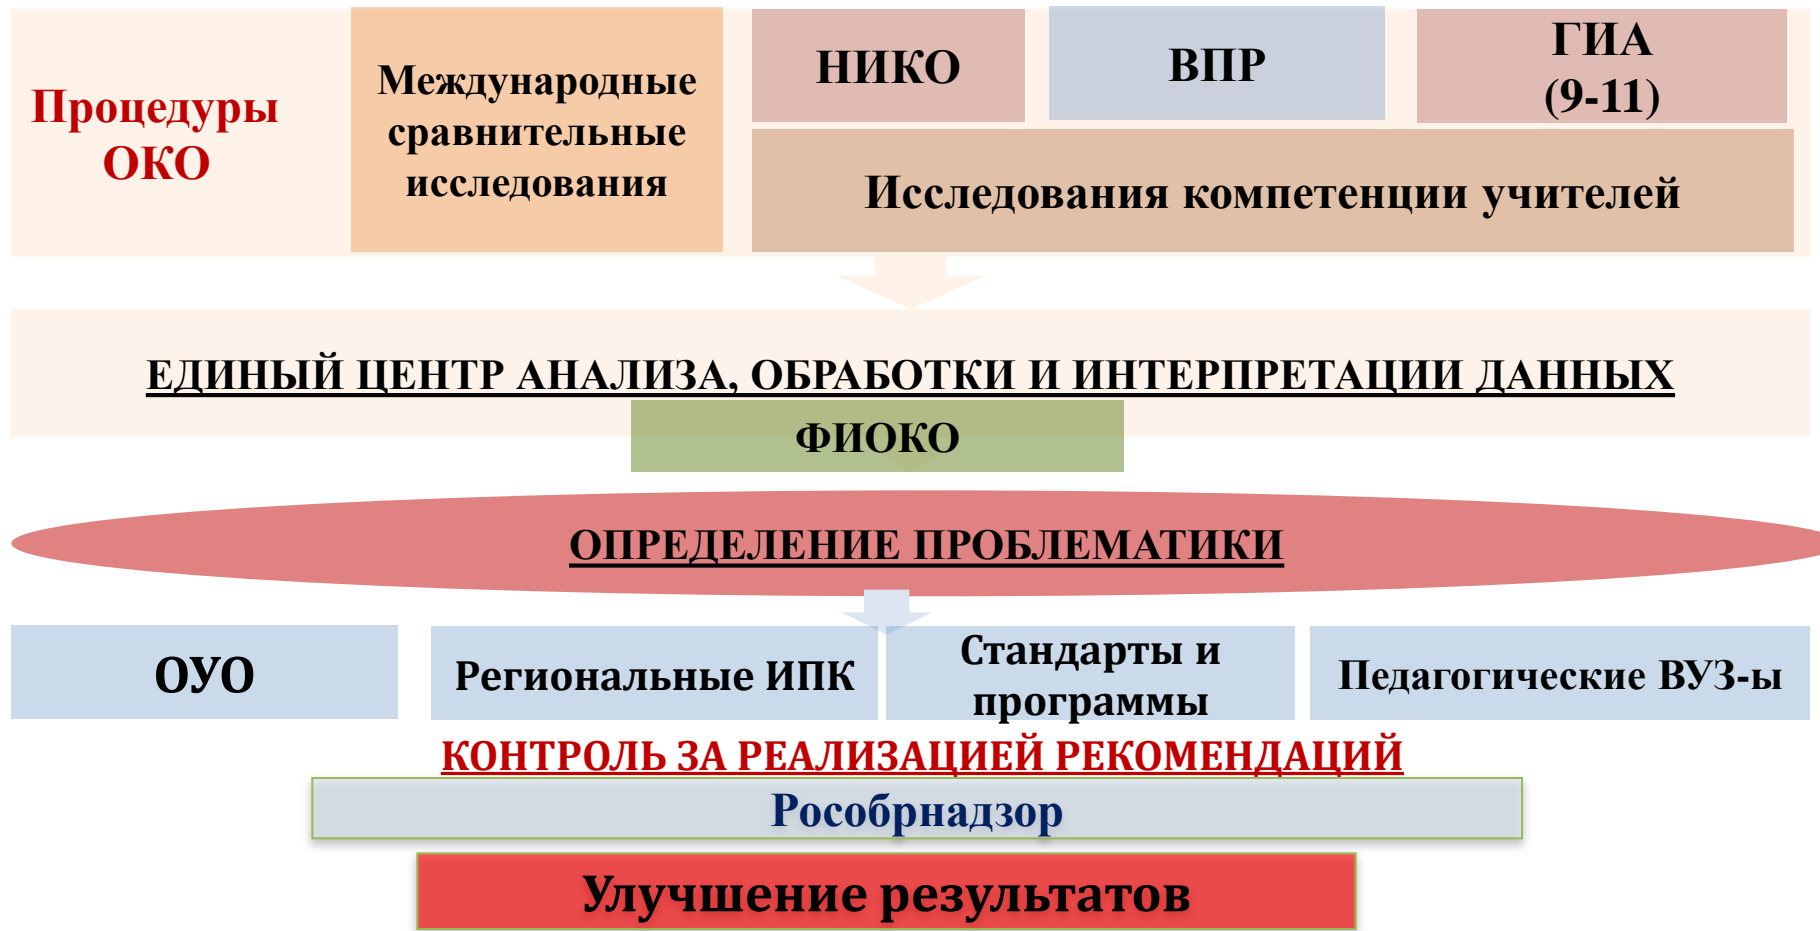 Процедуры
ОКО
Международные
сравнительные
исследования
НИКО
ВПР
ГИА
(9-11)
Исследования компетенции учителей
ЕДИНЫЙ ЦЕНТР АНАЛИЗА, ОБРАБОТКИ И ИНТЕРПРЕТАЦИИ ДАННЫХ
ФИОКО
ОПРЕДЕЛЕНИЕ ПРОБЛЕМАТИКИ
ОУО
Региональные ИПК
Стандарты и
программы
Педагогические ВУЗ-ы
КОНТРОЛЬ ЗА РЕАЛИЗАЦИЕЙ РЕКОМЕНДАЦИЙ
Рособрнадзор
Улучшение результатов